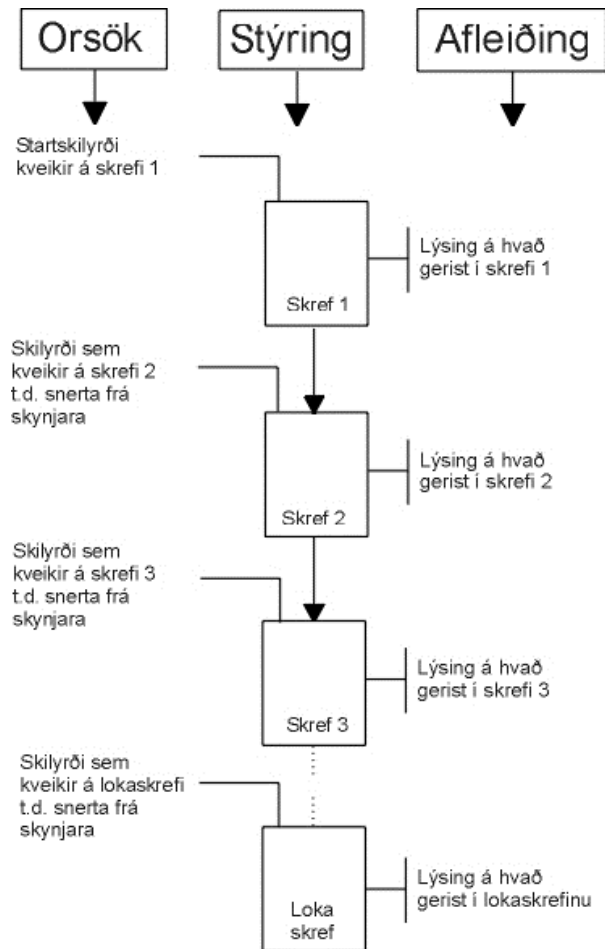 Orsök
Stýring
Afleiðing
Startskilyrði
kveikir á skrefi 1
Skref 1
Lýsing á hvað
gerist í skrefi 1
Skilyrði sem
kveikir á skrefi 2
t.d. snerta frá
skynjara
Skref 2
Lýsing á hvað
gerist í skrefi 2
Skilyrði sem
kveikir á skrefi 3
t.d. snerta frá
skynjara
Skref 3
Lýsing á hvað
gerist í skrefi 3
Skilyrði sem
kveikir á lokaskrefi
t.d. snerta frá
skynjara
Loka
skref
Lýsing á hvað
gerist í lokaskrefinu